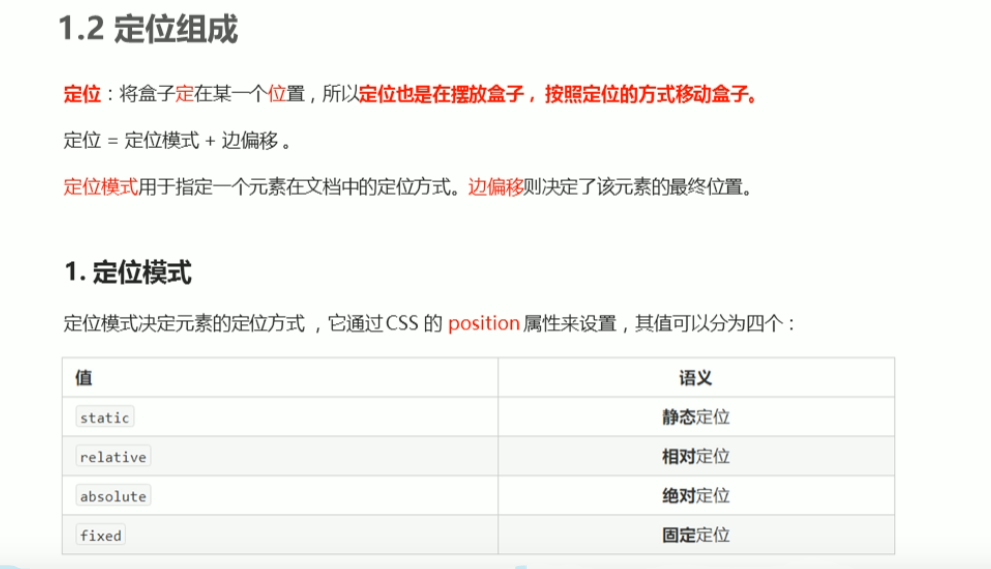 1.2 定位组成
定位：将盒子定在某一个位置，所以定位也是在摆放盒子，按照定位的方式移动盒子。
定位 = 定位模式 + 边偏移。
定位模式用于指定一个元素在文档中的定位方式。边偏移则决定了该元素的最终位置。
1. 定位模式
定位模式决定元素的定位方式，它通过 CSS 的 position 属性来设置，其值可以分为四个：
值 语义
static 静态定位
relative 相对定位
absolute 绝对定位
fixed 固定定位